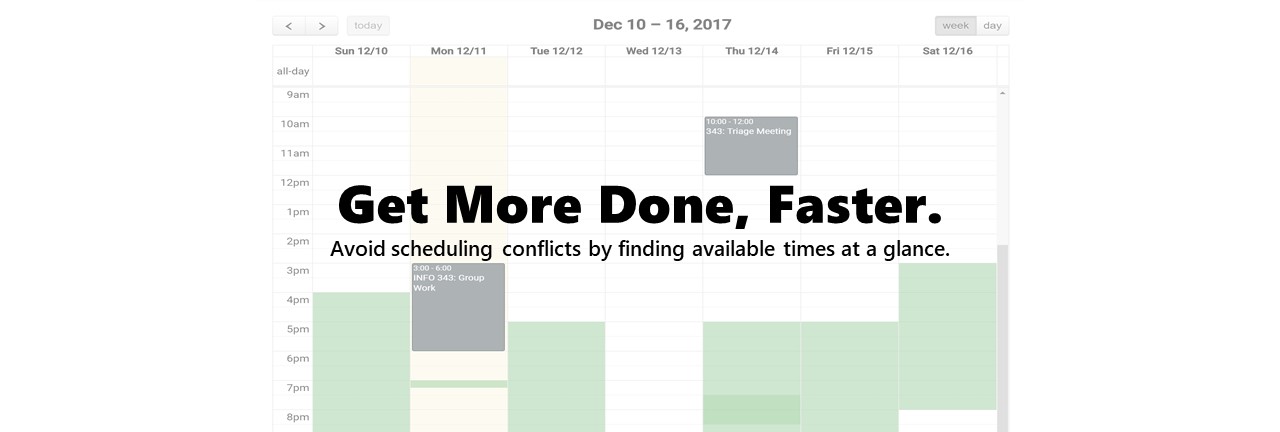 < > today Dec 10 – 16, 2017 week day
Sun 12/10 Mon 12/11 Tue 12/12 Wed 12/13 Thu 12/14 Fri 12/15 Sat 12/16
all-day
9am
10am
10:00 - 12:00
343: Triage Meeting
11am
12pm
Get More Done, Faster.
1pm
2pm
Avoid scheduling conflicts by finding available times at a glance.
3pm
3:00 - 6:00
INFO 343: Group
Work
4pm
5pm
6pm
7pm
8pm